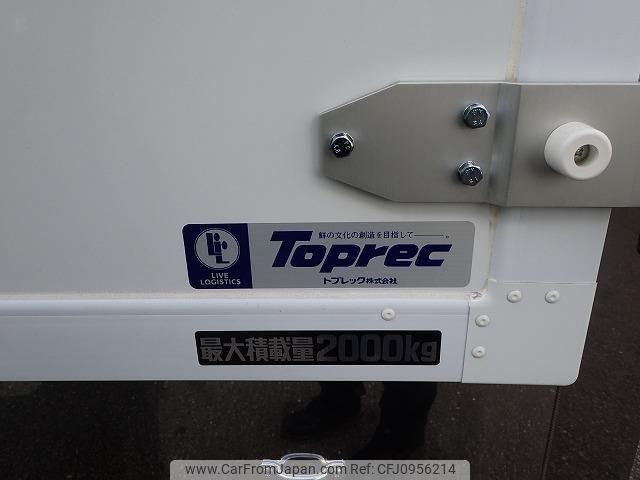 鮮の文化の創造を目指して
Toprec
LIVE
LOGISTICS
トプレック株式会社
最大積載量2000kg
www.CarFromJapan.com | Ref. CFJ0956214